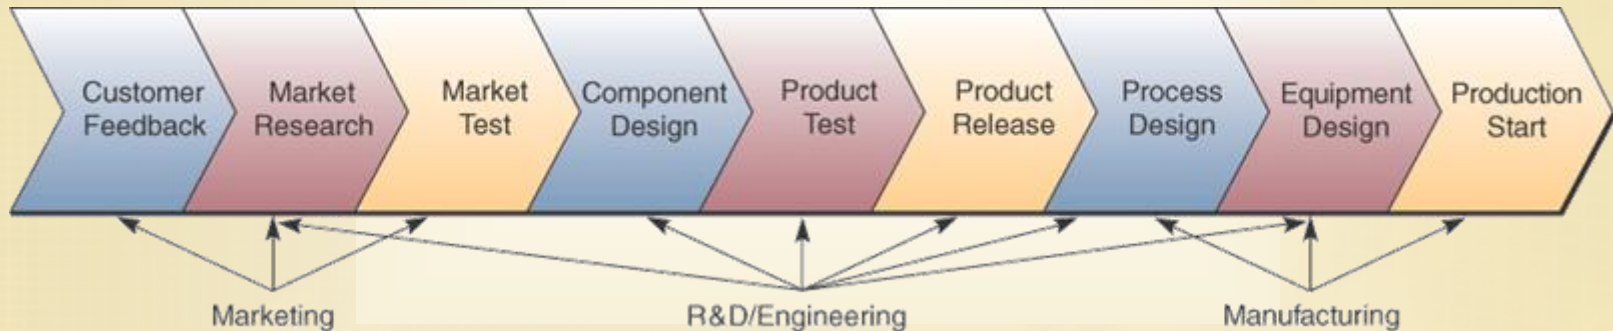 Customer
Feedback
Market
Research
Market
Test
Component
Design
Product
Test
Product
Release
Process
Design
Equipment
Design
Production
Start
Marketing
R&D/Engineering
Manufacturing